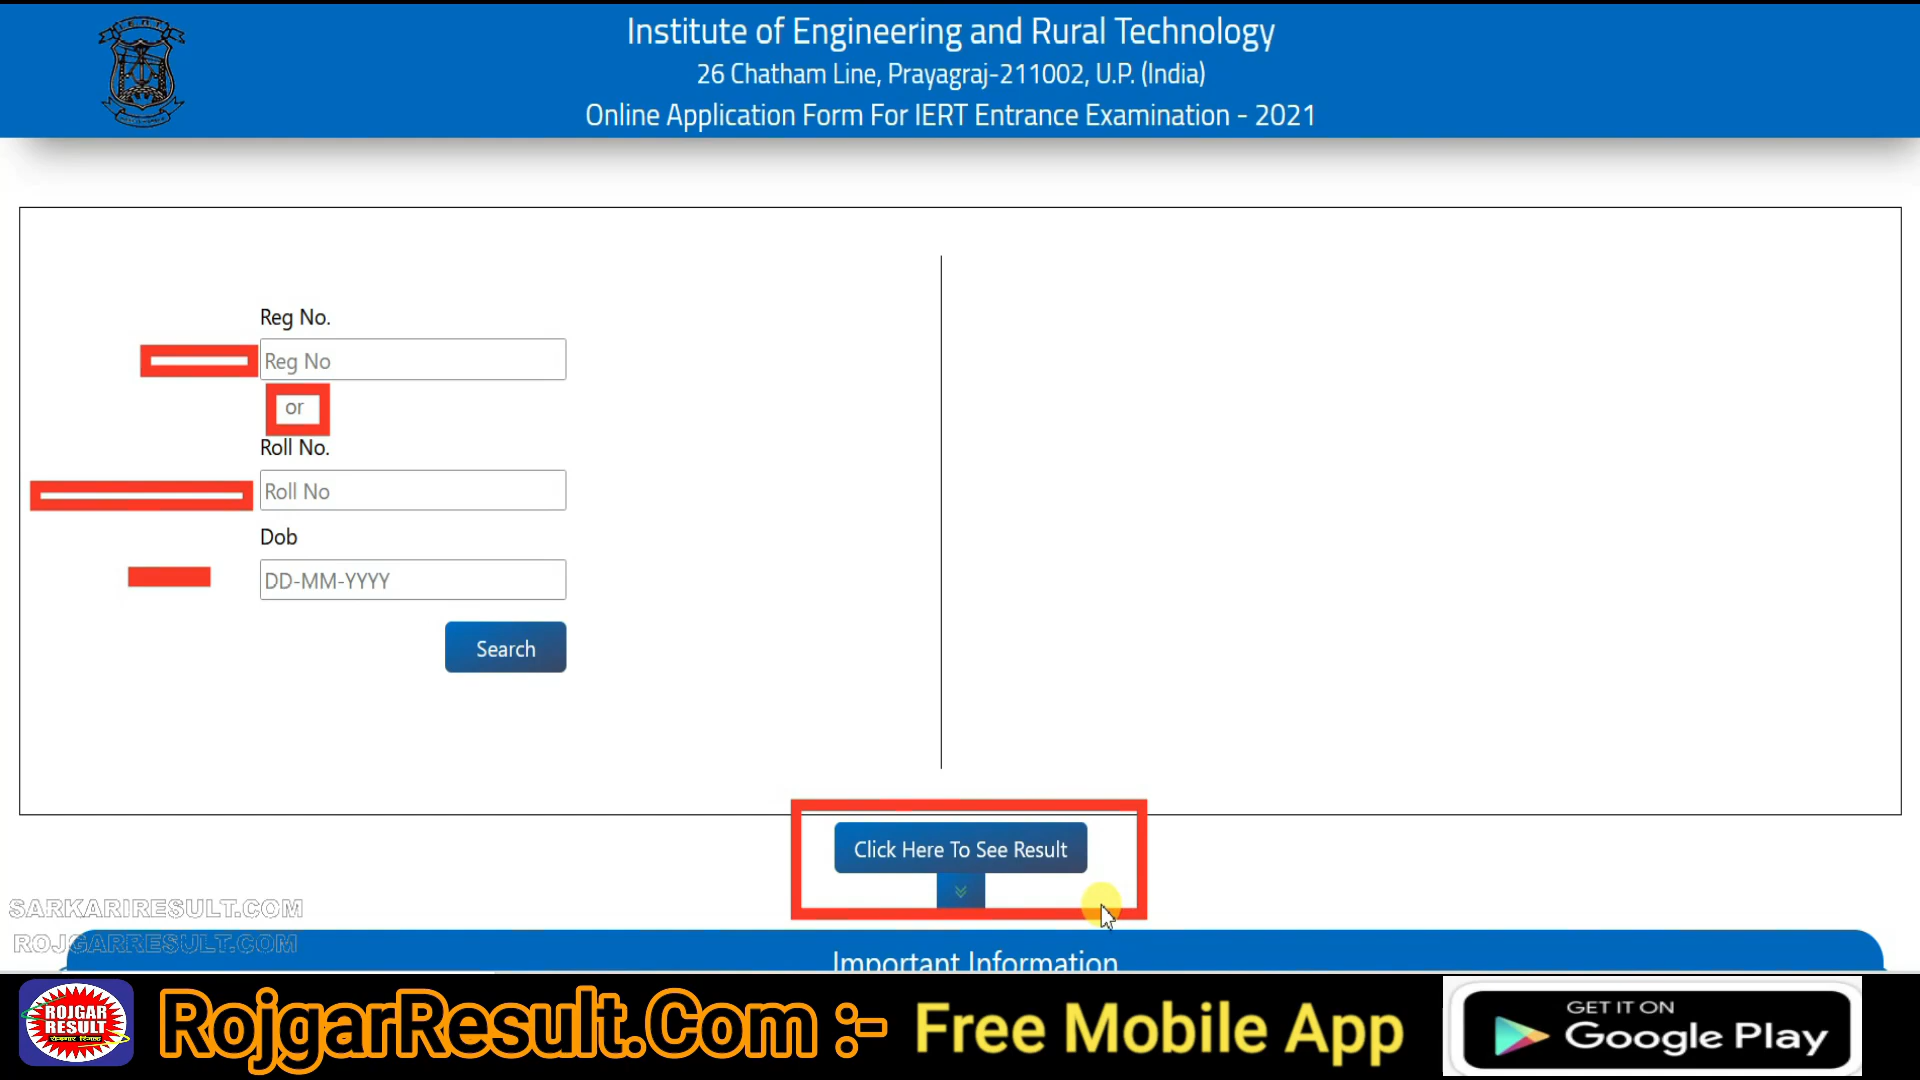 Institute of Engineering and Rural Technology
26 Chatham Line, Prayagraj-211002, U.P. (India)
Online Application Form For IERT Entrance Examination - 2021
Reg No.
Reg No
or
Roll No.
Roll No
Dob
DD-MM-YYYY
Search
Click Here To See Result
SARKARIRESULT.COM
ROJGARRESULT.COM
Important Information
ROJGAR
RESULT
रोजगार रिजल्ट
RojgarResult.Com :- Free Mobile App
GET IT ON
Google Play